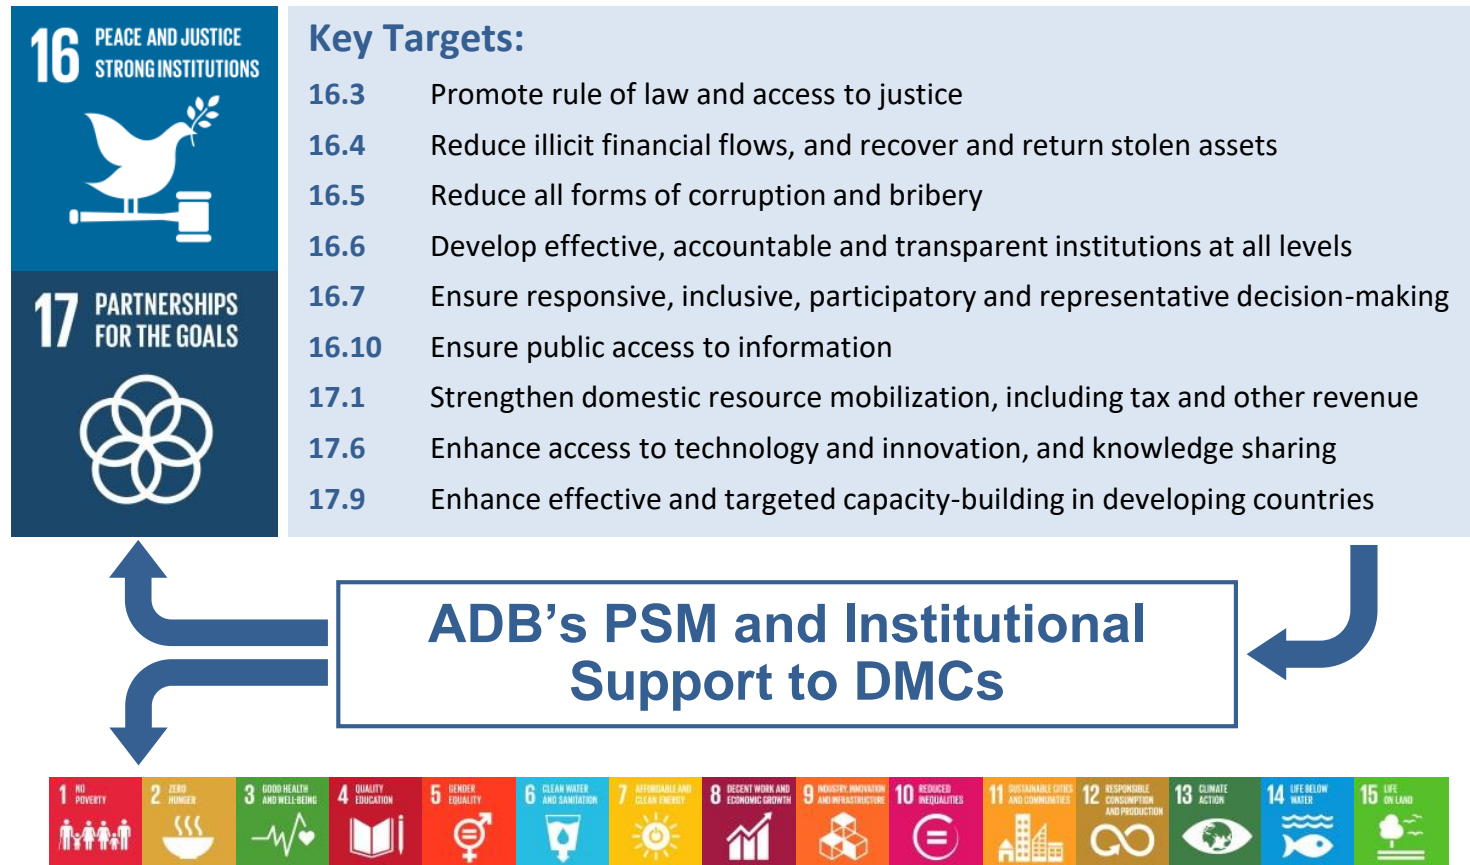 16 PEACE AND JUSTICE
STRONG INSTITUTIONS
17 PARTNERSHIPS
FOR THE GOALS
Key Targets:
16.3 Promote rule of law and access to justice
16.4 Reduce illicit financial flows, and recover and return stolen assets
16.5 Reduce all forms of corruption and bribery
16.6 Develop effective, accountable and transparent institutions at all levels
16.7 Ensure responsive, inclusive, participatory and representative decision-making
16.10 Ensure public access to information
17.1 Strengthen domestic resource mobilization, including tax and other revenue
17.6 Enhance access to technology and innovation, and knowledge sharing
17.9 Enhance effective and targeted capacity-building in developing countries
ADB’s PSM and Institutional
Support to DMCs
1 NO
POVERTY
2 ZERO
HUNGER
3 GOOD HEALTH
AND WELL-BEING
4 QUALITY
EDUCATION
5 GENDER
EQUALITY
6 CLEAN WATER
AND SANITATION
7 AFFORDABLE AND
CLEAN ENERGY
8 DECENT WORK AND
ECONOMIC GROWTH
9 INDUSTRY, INNOVATION
AND INFRASTRUCTURE
10 REDUCED
INEQUALITIES
11 SUSTAINABLE CITIES
AND COMMUNITIES
12 RESPONSIBLE
CONSUMPTION
AND PRODUCTION
13 CLIMATE
ACTION
14 LIFE BELOW
WATER
15 LIFE
ON LAND